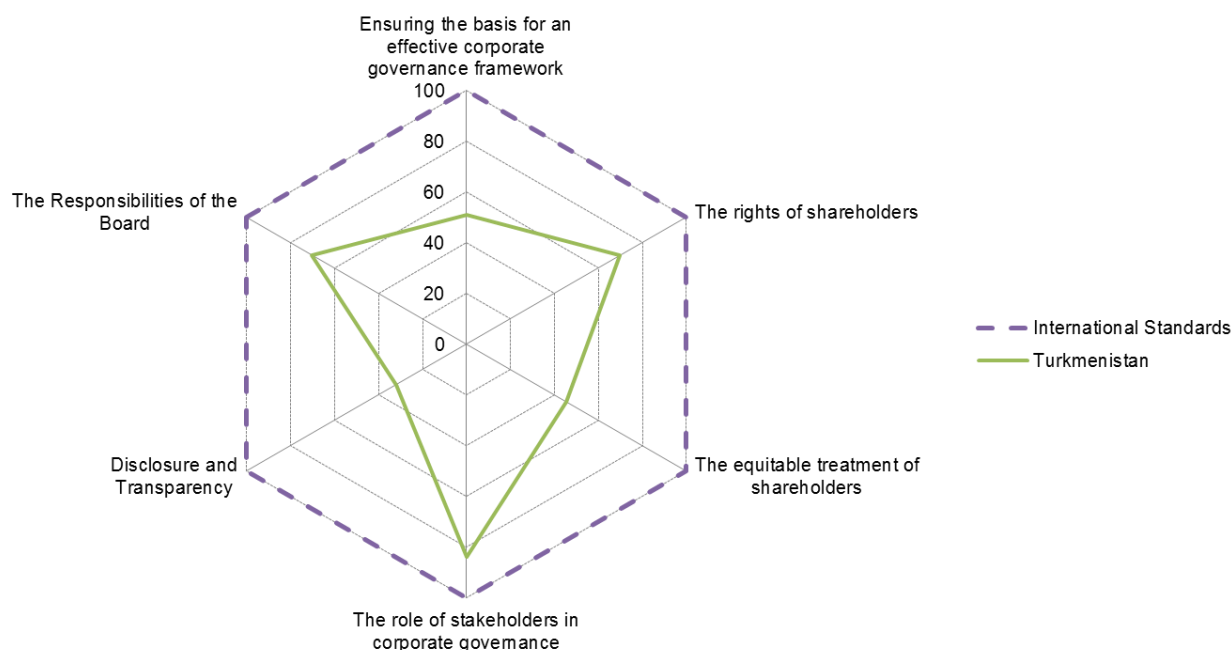 Ensuring the basis for an
effective corporate
governance framework
100
80
60
40
20
0
The rights of shareholders
The equitable treatment of
shareholders
The role of stakeholders in
corporate governance
Disclosure and
Transparency
The Responsibilities of the
Board
International Standards
Turkmenistan